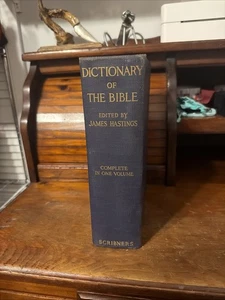 DICTIONARY
OF
THE BIBLE
EDITED BY
JAMES HASTINGS
COMPLETE
IN ONE VOLUME
SCRIBNERS